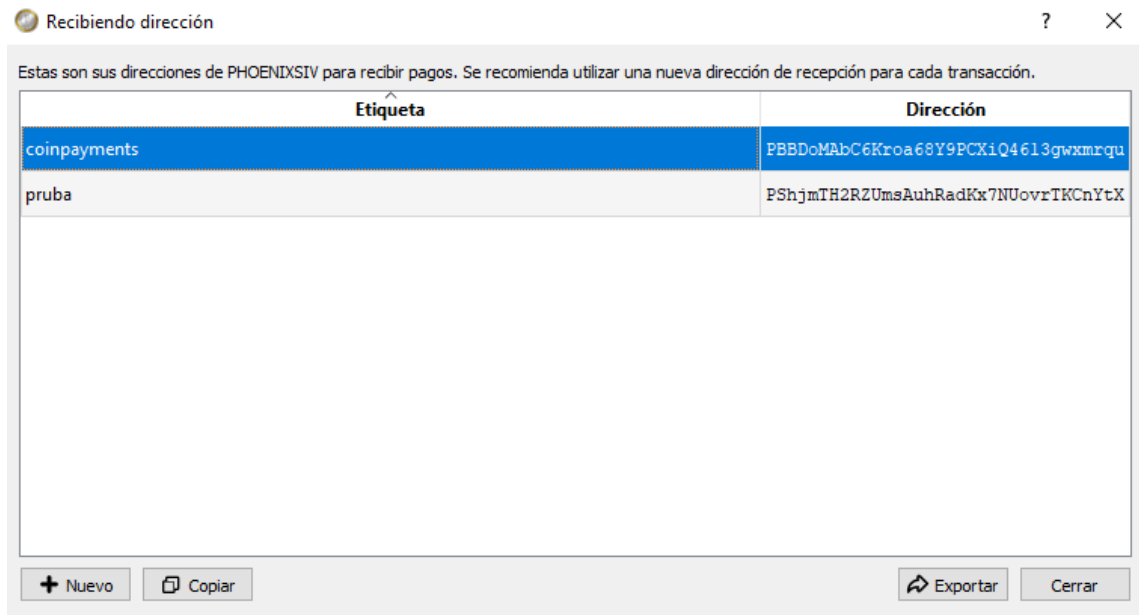 Recibiendo dirección ? ×
Estas son sus direcciones de PHOENIXSIV para recibir pagos. Se recomienda utilizar una nueva dirección de recepción para cada transacción.
Etiqueta Dirección
coinpayments PBBDoMAbC6Kroa68Y9PCXiQ4613gwxmrqu
pruba PShjmTH2RZUmsAuhRadKx7NUovrTKCnYtX
Nuevo Copiar Exportar Cerrar